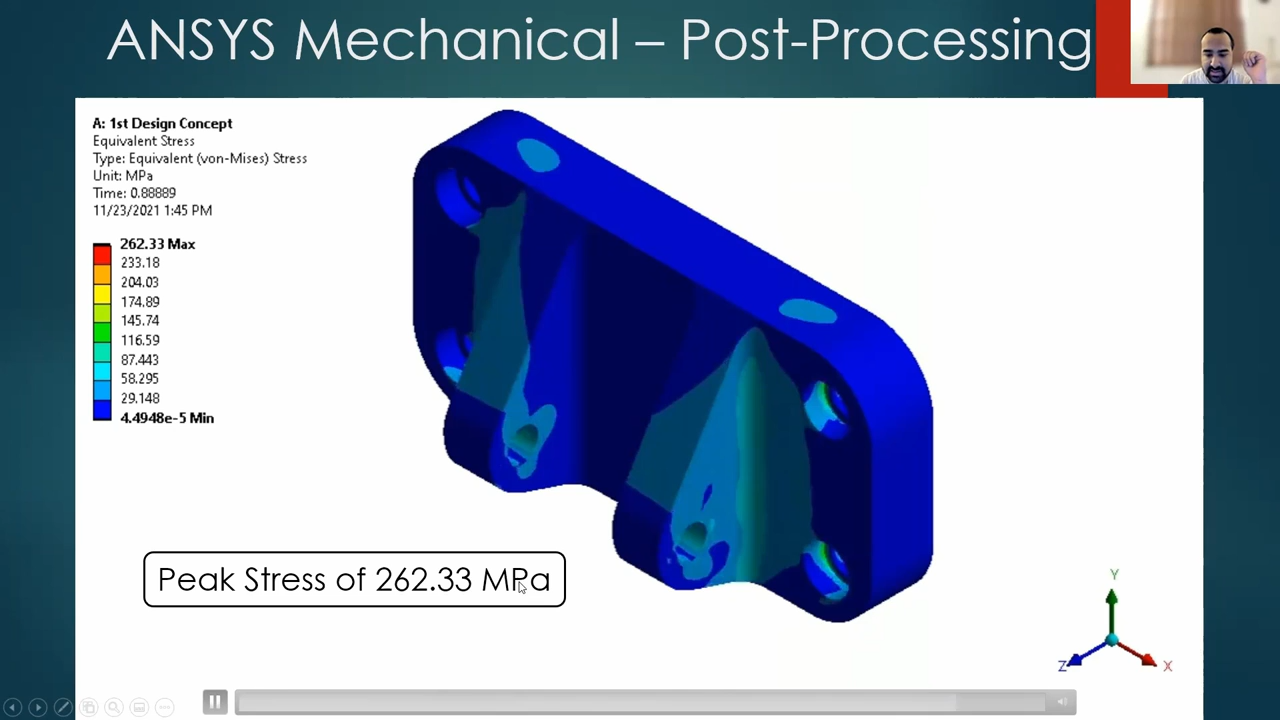 ANSYS Mechanical – Post-Processing
A: 1st Design Concept
Equivalent Stress
Type: Equivalent (von-Mises) Stress
Unit: MPa
Time: 0.88889
11/23/2021 1:45 PM
262.33 Max
233.18
204.03
174.89
145.74
116.59
87.443
58.295
29.148
4.4948e-5 Min
Peak Stress of 262.33 MPa
Y
Z
X